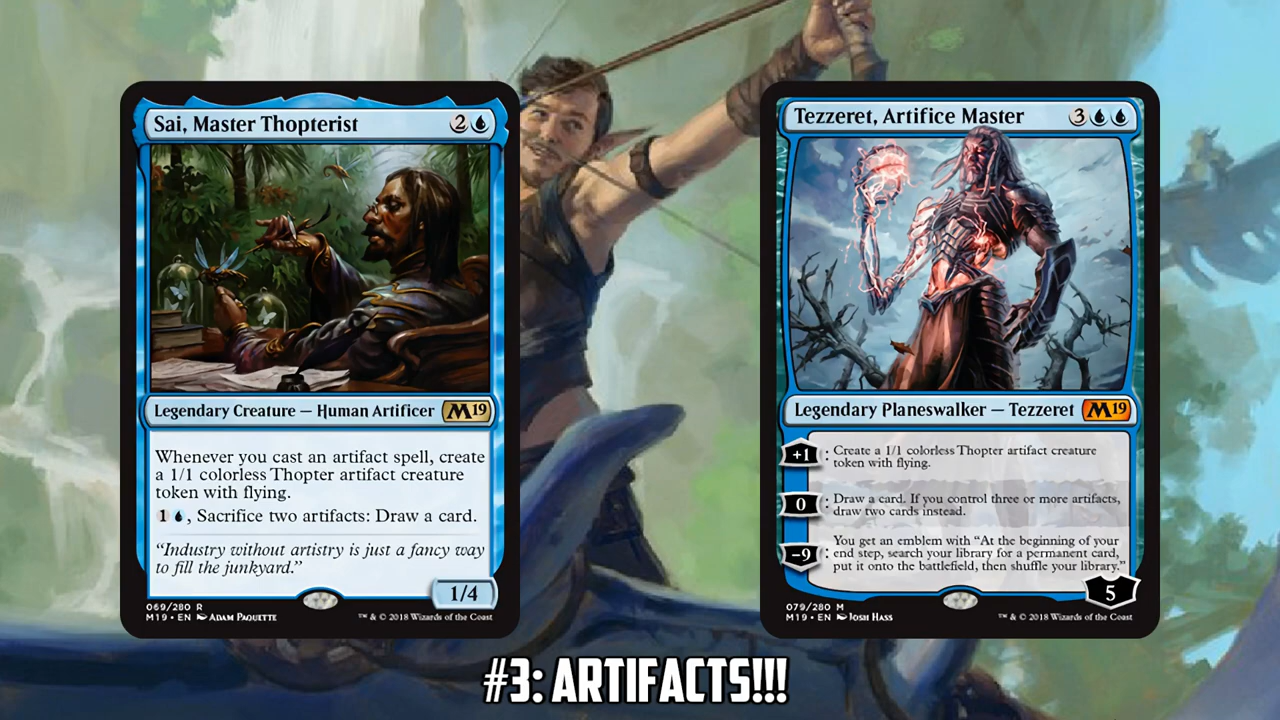 Sai, Master Thopterist 2
Legendary Creature — Human Artificer M19
Whenever you cast an artifact spell, create
a 1/1 colorless Thopter artifact creature
token with flying.
1 , Sacrifice two artifacts: Draw a card.
“Industry without artistry is just a fancy way
to fill the junkyard.”
1/4
069/280 R
M19 • EN ADAM PAQUETTE
™ & © 2018 Wizards of the Coast
Tezzeret, Artifice Master 3
Legendary Planeswalker — Tezzeret M19
+1 : Create a 1/1 colorless Thopter artifact creature
token with flying.
0 : Draw a card. If you control three or more artifacts,
draw two cards instead.
-9 : You get an emblem with “At the beginning of your
end step, search your library for a permanent card,
put it onto the battlefield, then shuffle your library.”
5
079/280 M
M19 • EN JOSH HASS
™ & © 2018 Wizards of the Coast
#3: ARTIFACTS!!!